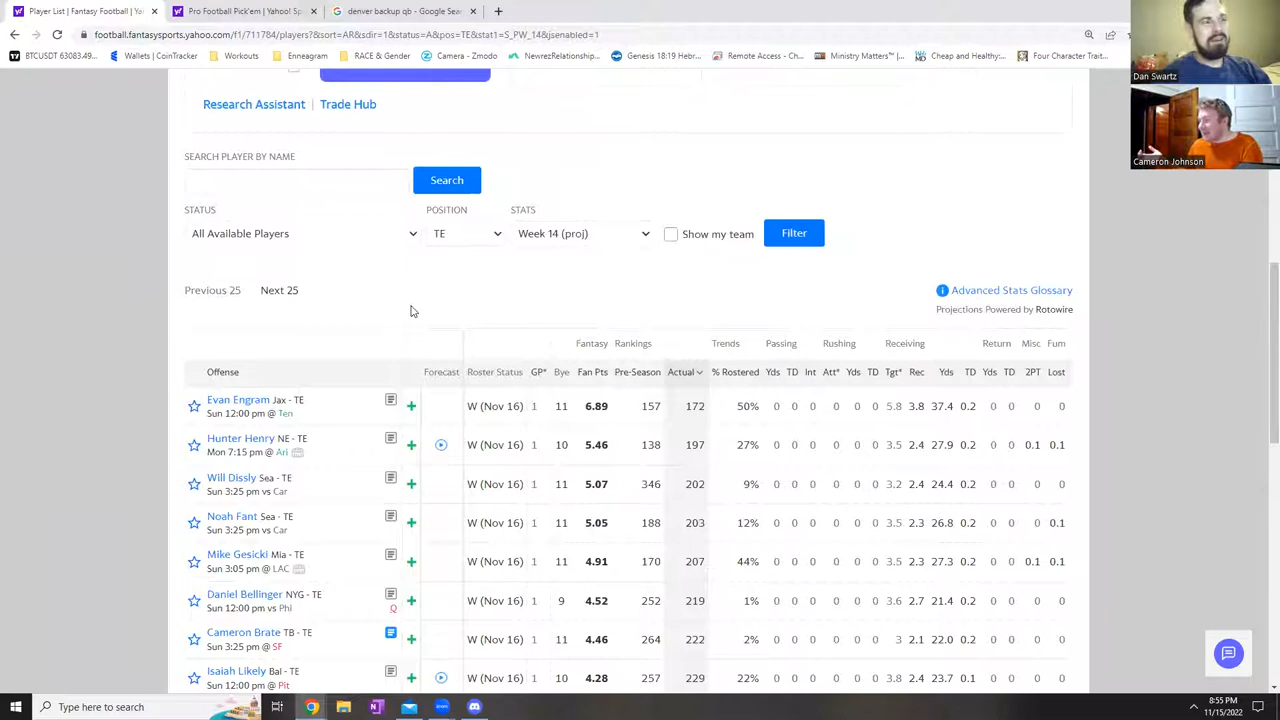 Player List | Fantasy Football | Y
Pro Football Pick'em | Yahoo! Sp
denver backup qb - Google Sear
football.fantasysports.yahoo.com/f1/711784/players?&sort=AR&sdir=1&status=A&pos=TE&stat1=S_PW_14&jsenabled=1
BTCUSDT 63083.49... Wallets | CoinTracker Workouts Enneagram RACE & Gender Camera - Zmodo NewrezRelationship... Genesis 18:19 Hebr... Remote Access - Ch... Ministry Matters™ |... Cheap and Healthy:... Four Character Trait...
Dan Swartz
Cameron Johnson
Research Assistant | Trade Hub
SEARCH PLAYER BY NAME
Search
STATUS POSITION STATS
All Available Players TE Week 14 (proj) Show my team Filter
Previous 25 Next 25
Advanced Stats Glossary
Projections Powered by Rotowire
Fantasy Rankings Trends Passing Rushing Receiving Return Misc Fum
Offense Forecast Roster Status GP* Bye Fan Pts Pre-Season Actual % Rostered Yds TD Int Att* Yds TD Tgt* Rec Yds TD Yds TD 2PT Lost
Evan Engram Jax - TE
Sun 12:00 pm @ Ten
W (Nov 16) 1 11 6.89 157 172 50% 0 0 0 0 0 0 5.8 3.8 37.4 0.2 0 0 0 0
Hunter Henry NE - TE
Mon 7:15 pm @ Ari
W (Nov 16) 1 10 5.46 138 197 27% 0 0 0 0 0 0 3.2 2.4 27.9 0.2 0 0 0.1 0.1
Will Dissly Sea - TE
Sun 3:25 pm vs Car
W (Nov 16) 1 11 5.07 346 202 9% 0 0 0 0 0 0 3.2 2.4 24.4 0.2 0 0 0 0
Noah Fant Sea - TE
Sun 3:25 pm vs Car
W (Nov 16) 1 11 5.05 188 203 12% 0 0 0 0 0 0 3.5 2.3 26.8 0.2 0 0 0 0.1
Mike Gesicki Mia - TE
Sun 3:05 pm @ LAC
W (Nov 16) 1 11 4.91 170 207 44% 0 0 0 0 0 0 3.5 2.3 27.3 0.2 0 0 0.1 0.1
Daniel Bellinger NYG - TE
Sun 12:00 pm vs Phi
Q
W (Nov 16) 1 9 4.52 252 219 1% 0 0 0 0 0 0 3.6 2.7 21.4 0.2 0 0 0 0
Cameron Brate TB - TE
Sun 3:25 pm @ SF
W (Nov 16) 1 11 4.46 264 222 2% 0 0 0 0 0 0 3 2.1 22.0 0.2 0 0 0 0
Isaiah Likely Bal - TE
Sun 12:00 pm @ Pit
W (Nov 16) 1 10 4.28 257 229 22% 0 0 0 0 0 0 3.8 2.4 23.7 0.1 0 0 0 0
Type here to search
8:55 PM
11/15/2022